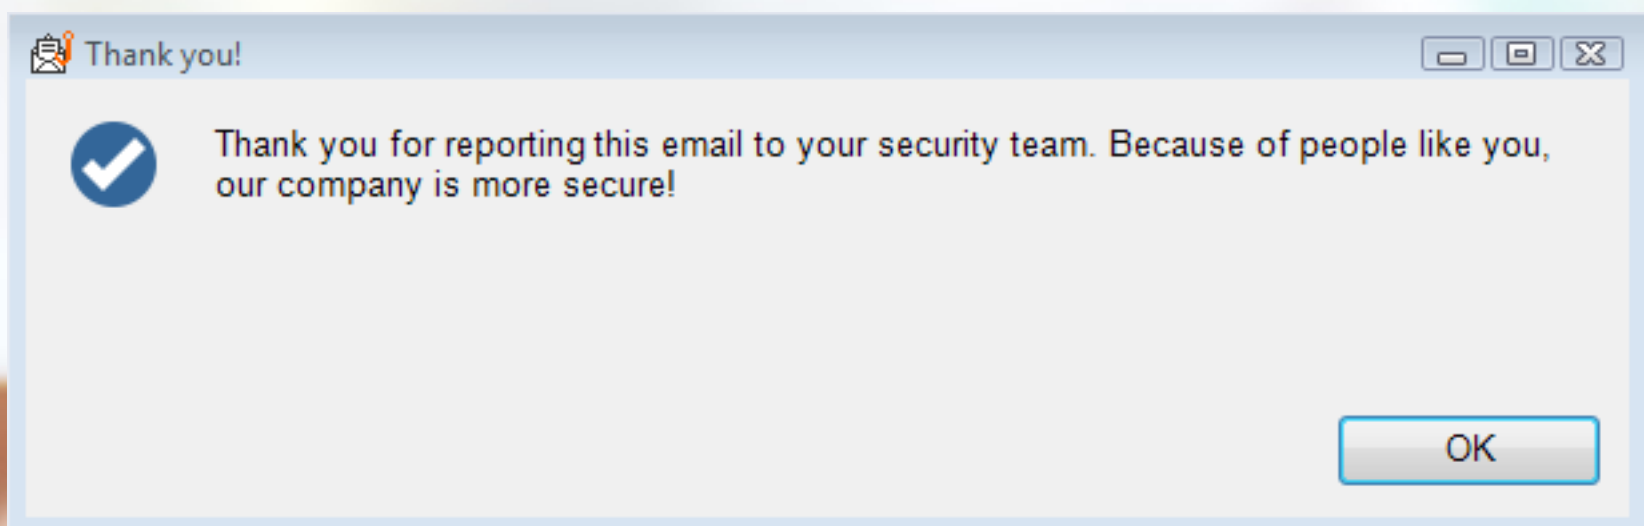 Thank you!
Thank you for reporting this email to your security team. Because of people like you,
our company is more secure!
OK